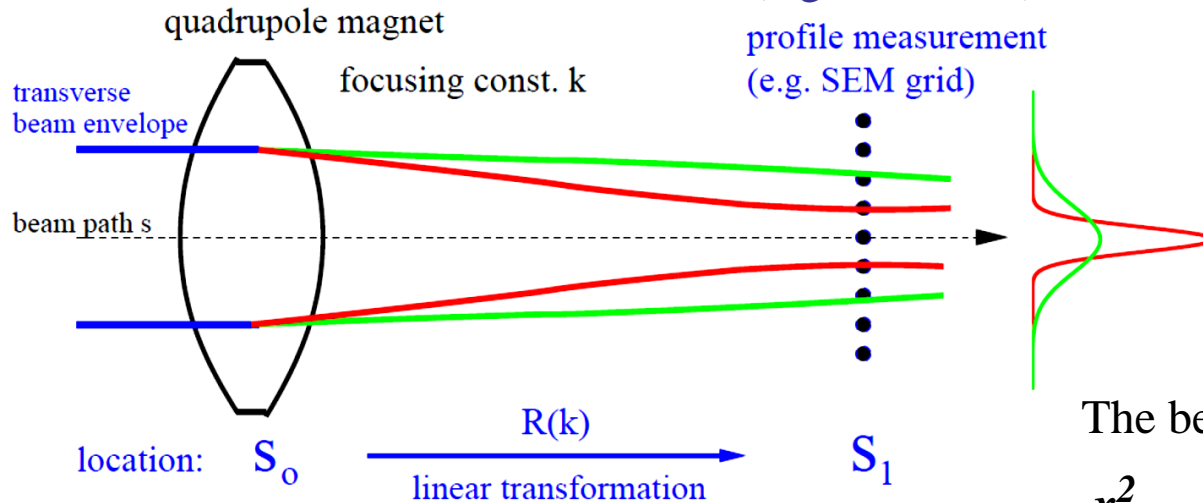 quadrupole magnet
focusing const. k
profile measurement
(e.g. SEM grid)
transverse
beam envelope
beam path s
location: s₀
R(k)
linear transformation
s₁
The be